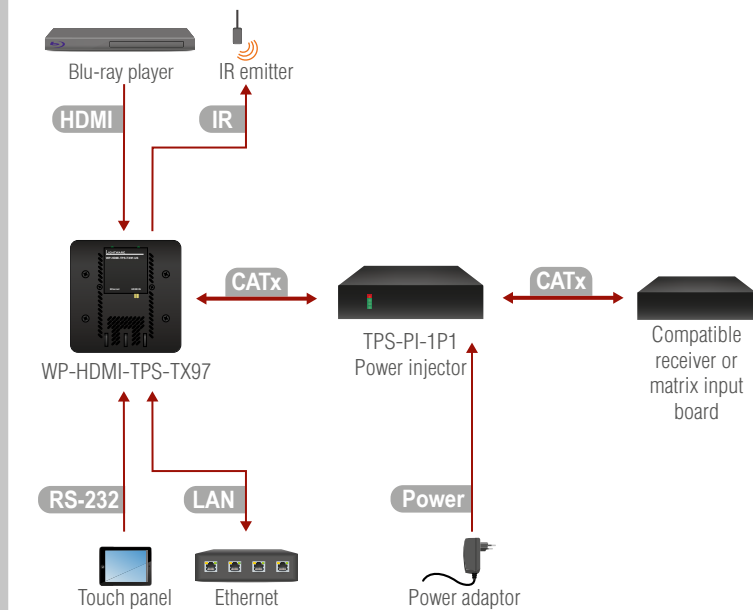 Blu-ray player
IR emitter
HDMI
IR
CATx
CATx
WP-HDMI-TPS-TX97
TPS-PI-1P1
Power injector
Compatible
receiver or
matrix input
board
RS-232
LAN
Power
Touch panel
Ethernet
Power adaptor